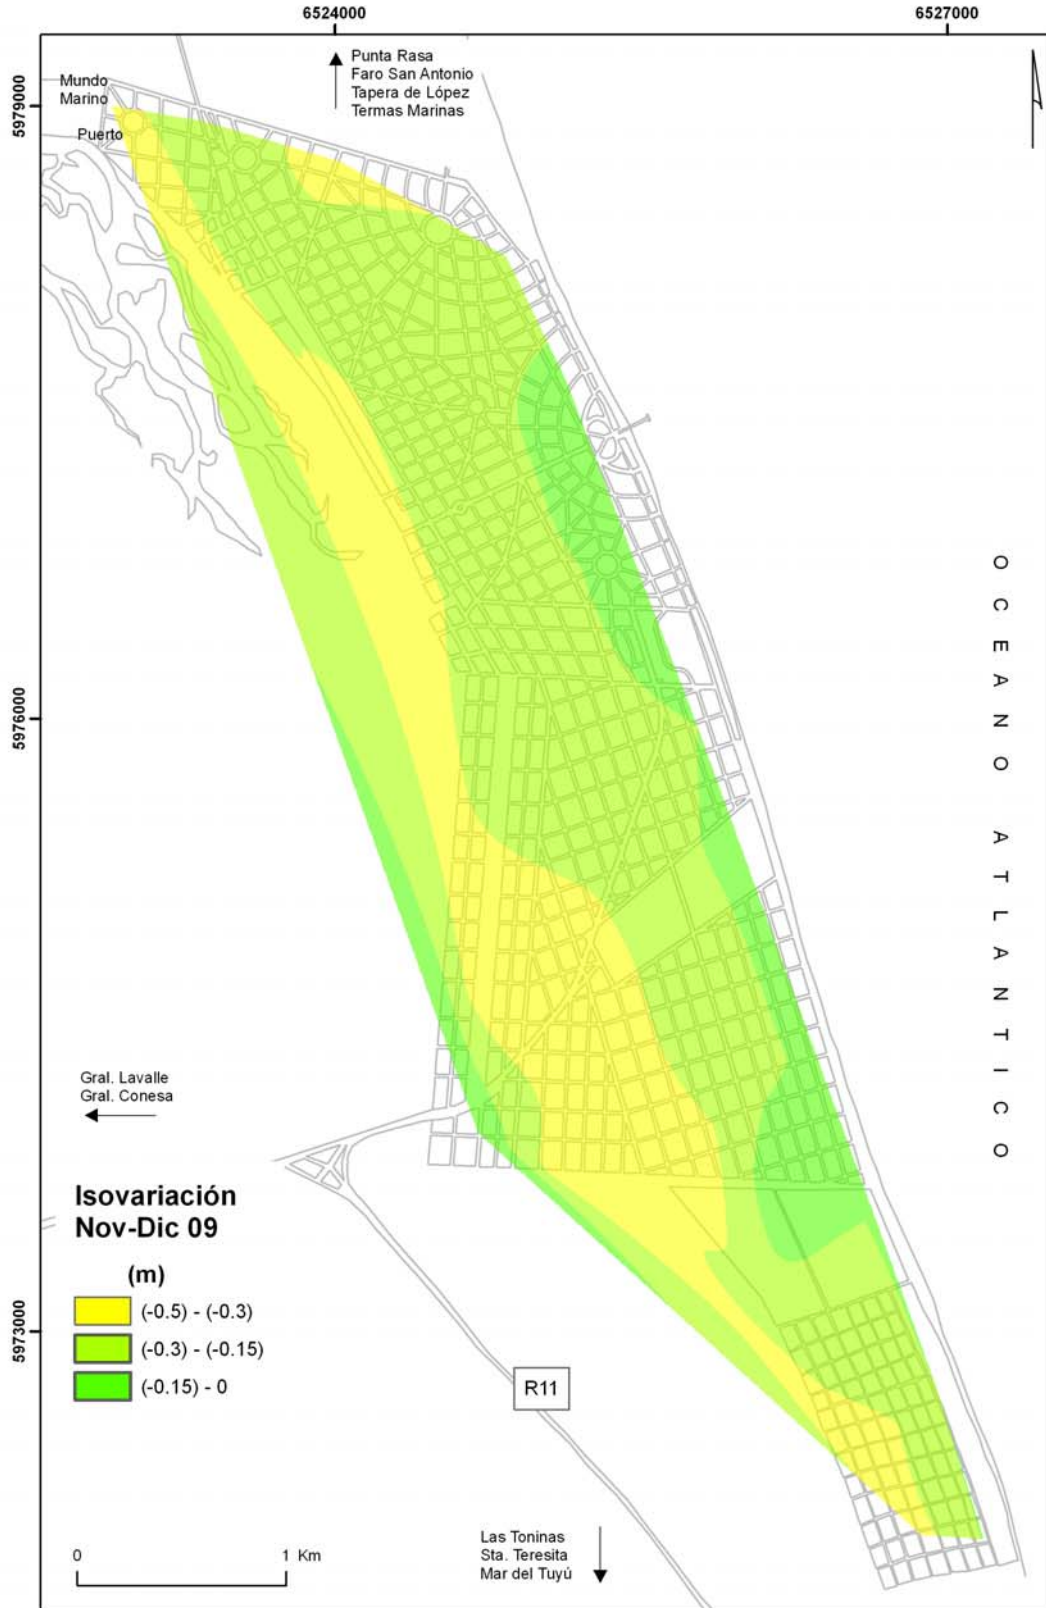 6524000
6527000
5979000
5976000
5973000
Mundo
Marino
Puerto
Punta Rasa
Faro San Antonio
Tapera de López
Termas Marinas
OCEANO ATLANTICO
Gral. Lavalle
Gral. Conesa
Isovariación
Nov-Dic 09
(m)
(-0.5) - (-0.3)
(-0.3) - (-0.15)
(-0.15) - 0
R11
0 1 Km
Las Toninas
Sta. Teresita
Mar del Tuyú